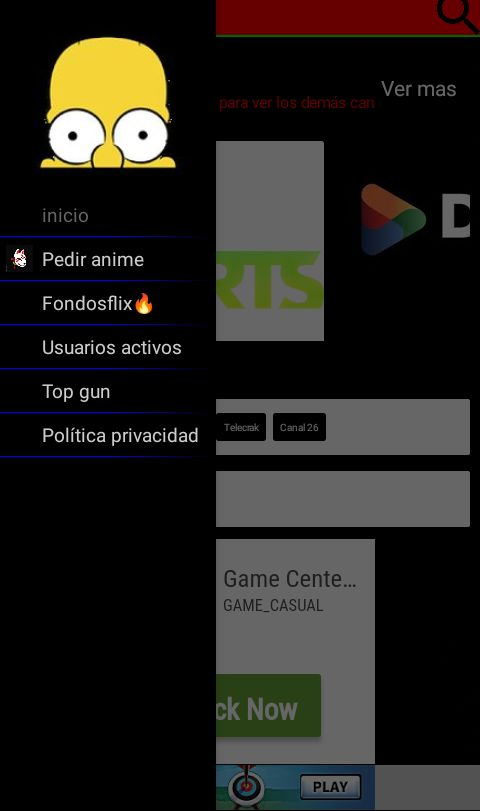 Ver mas
para ver los demás can
inicio
Pedir anime
Fondosflix🔥
Usuarios activos
Top gun
Política privacidad
RTS
D
Telecrak
Canal 26
Game Cente…
GAME_CASUAL
ck Now
PLAY